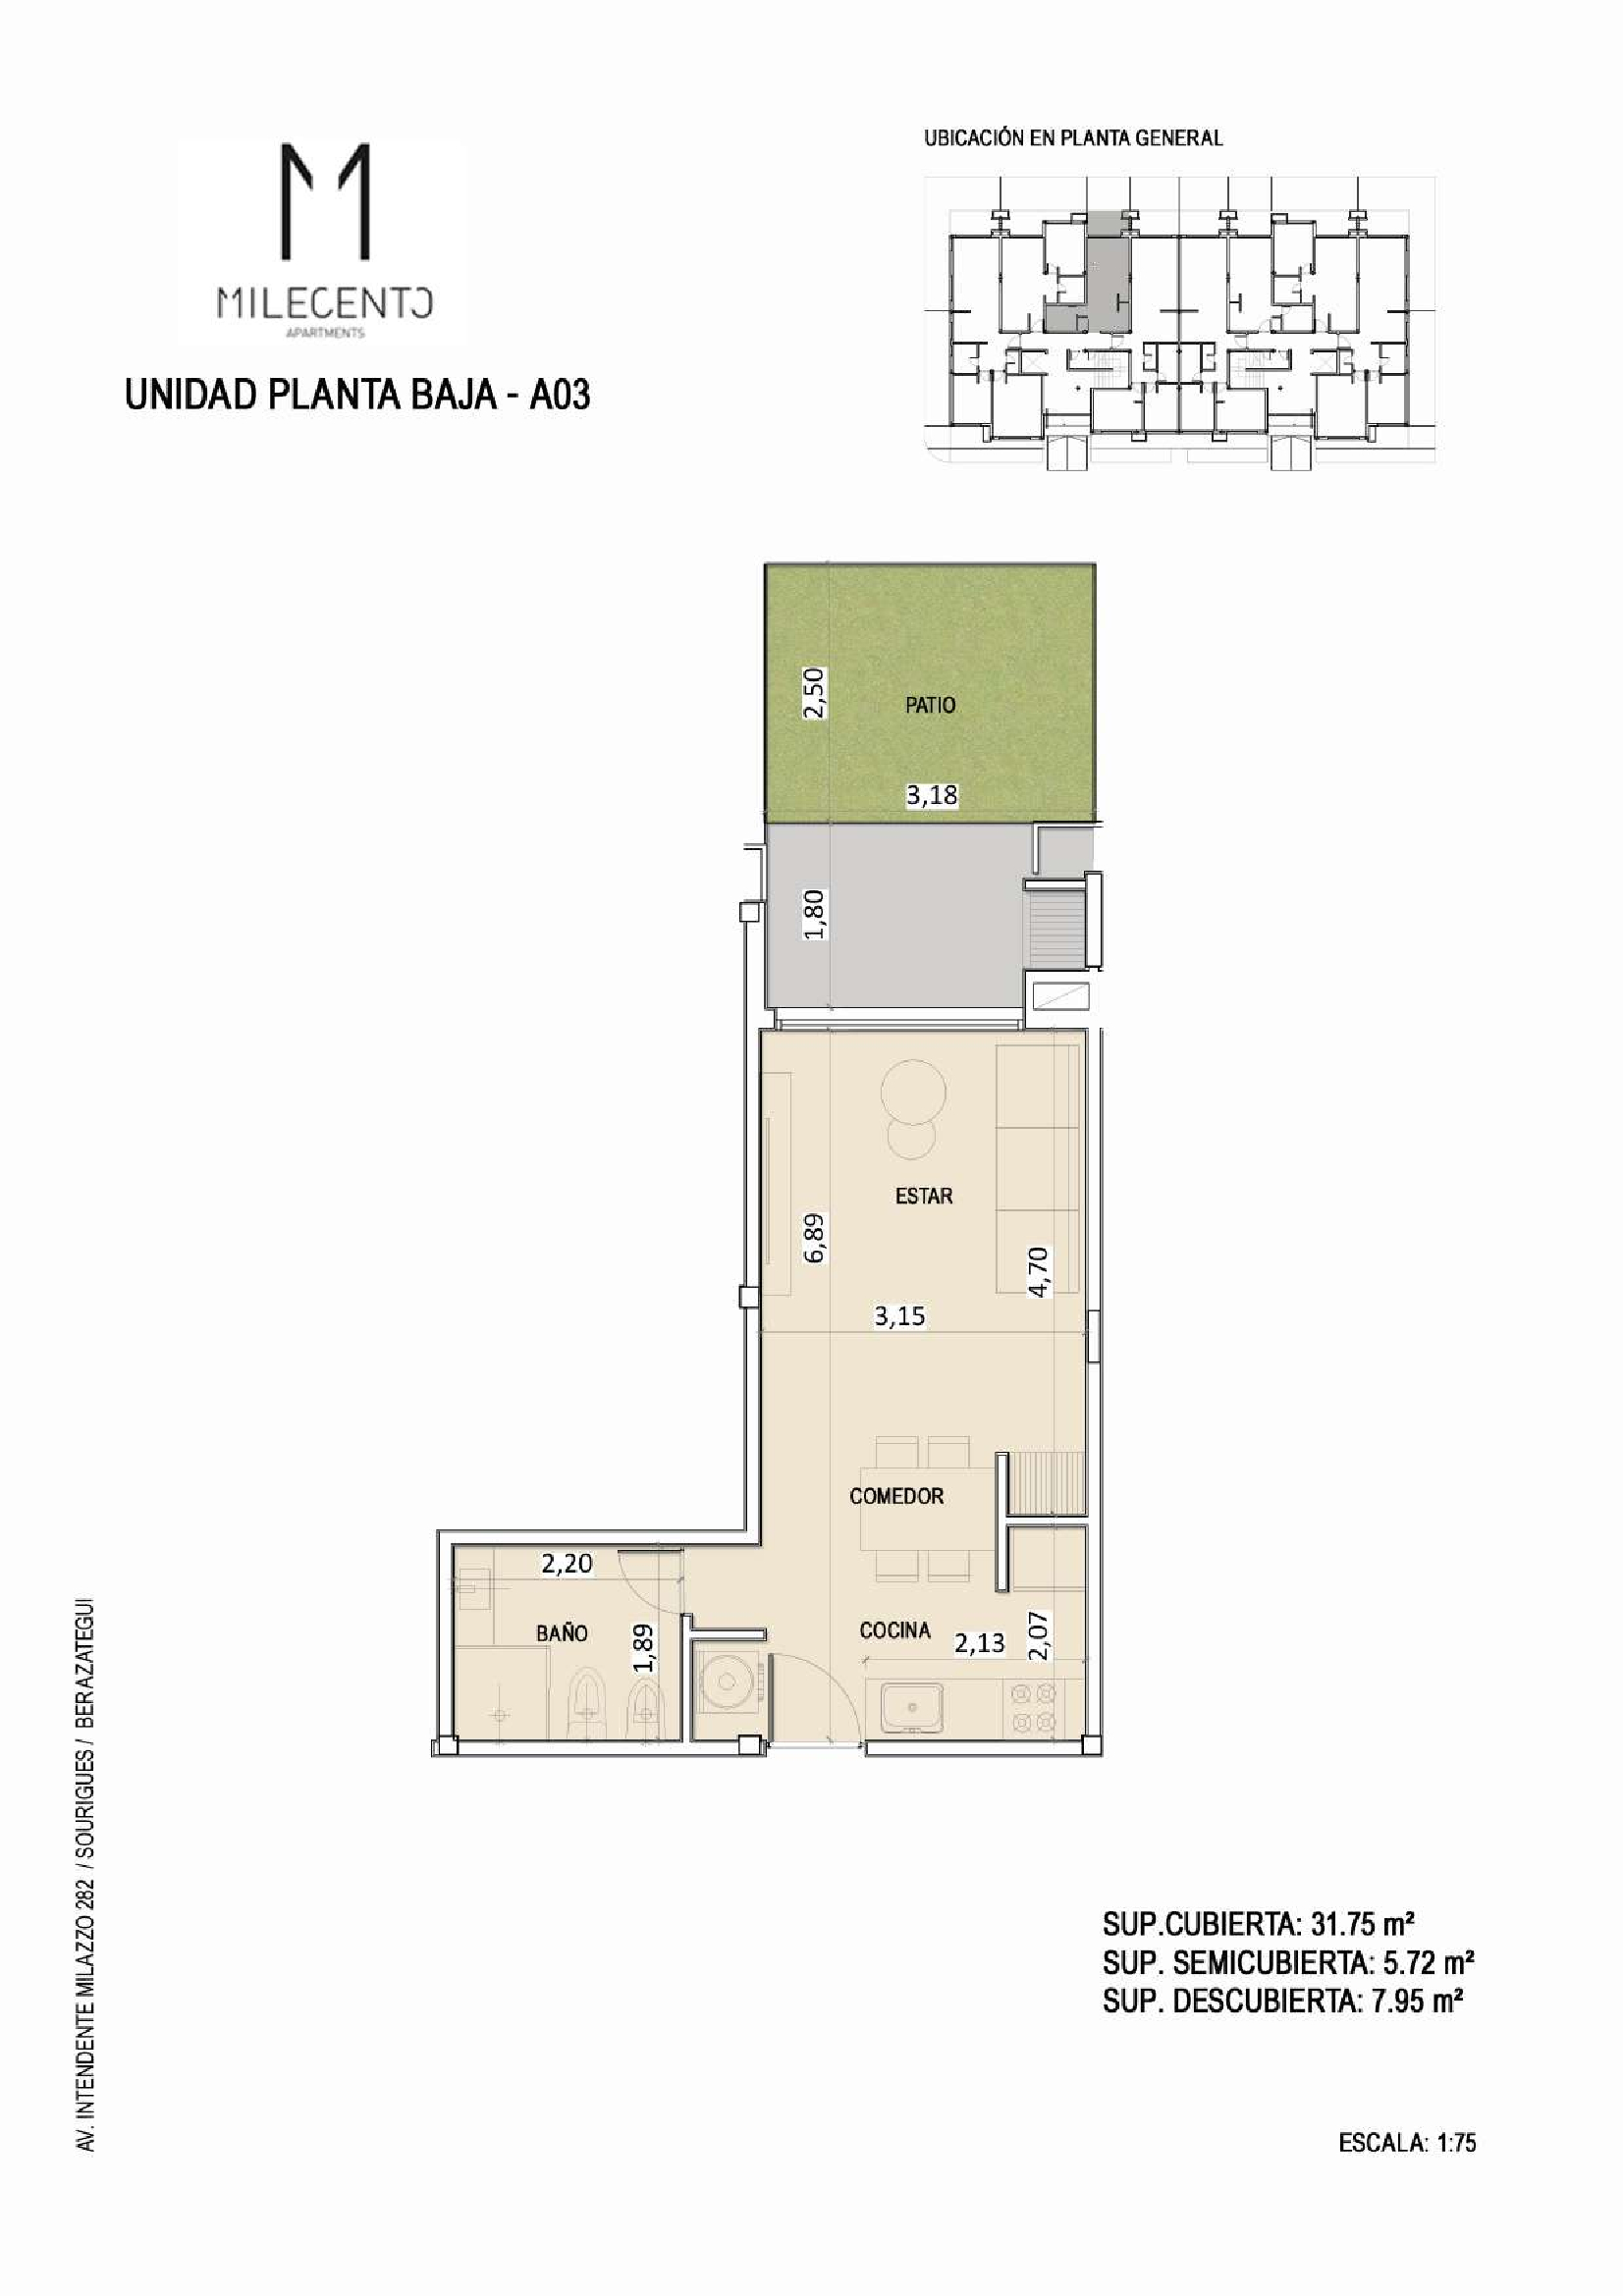 MILECENTO
APARTMENTS
UNIDAD PLANTA BAJA - A03
UBICACIÓN EN PLANTA GENERAL
2,50
PATIO
3,18
1,80
ESTAR
6,89
4,70
3,15
COMEDOR
2,20
BAÑO
1,89
COCINA
2,13
2,07
AV. INTENDENTE MILAZZO 282 / SOURIGUES / BERAZATEGUI
SUP.CUBIERTA: 31.75 m²
SUP. SEMICUBIERTA: 5.72 m²
SUP. DESCUBIERTA: 7.95 m²
ESCALA: 1:75